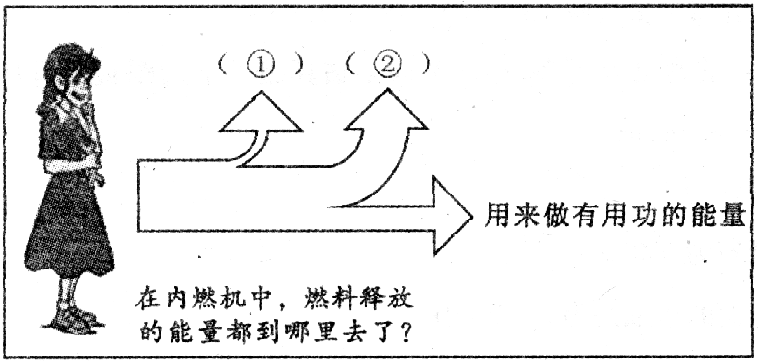 （ ① ）（ ② ）
用来做有用功的能量
在内燃机中，燃料释放
的能量都到哪里去了？